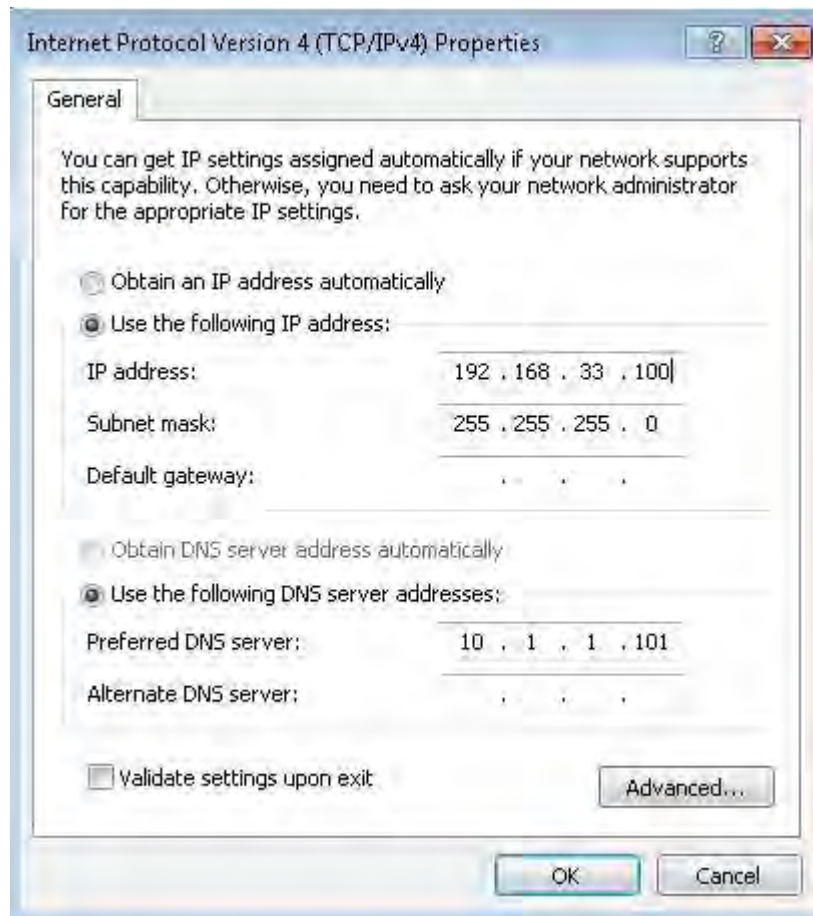 Internet Protocol Version 4 (TCP/IPv4) Properties
?
General
You can get IP settings assigned automatically if your network supports
this capability. Otherwise, you need to ask your network administrator
for the appropriate IP settings.
Obtain an IP address automatically
Use the following IP address:
IP address: 192 . 168 . 33 . 100
Subnet mask: 255 . 255 . 255 . 0
Default gateway: . . .
Obtain DNS server address automatically
Use the following DNS server addresses:
Preferred DNS server: 10 . 1 . 1 . 101
Alternate DNS server: . . .
Validate settings upon exit
Advanced...
OK Cancel